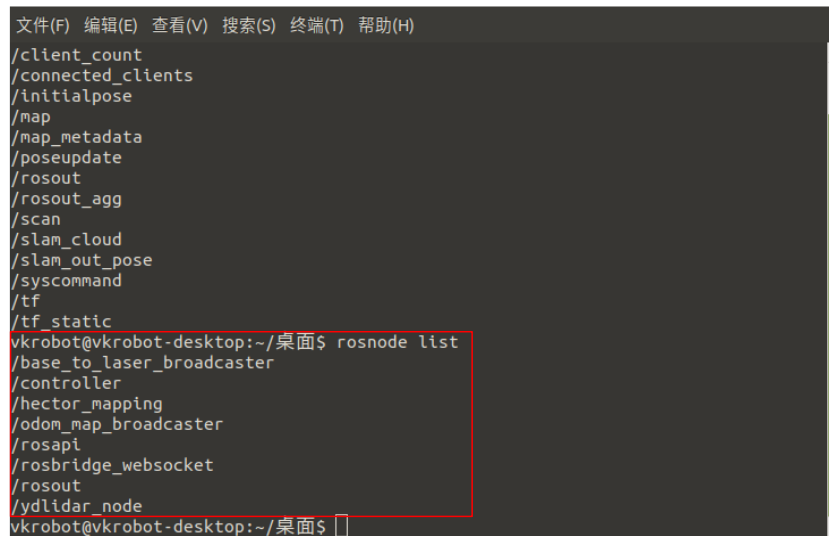 文件(F) 编辑(E) 查看(V) 搜索(S) 终端(T) 帮助(H)
/client_count
/connected_clients
/initialpose
/map
/map_metadata
/poseupdate
/rosout
/rosout_agg
/scan
/slam_cloud
/slam_out_pose
/syscommand
/tf
/tf_static
vkrobot@vkrobot-desktop:~/桌面$ rosnode list
/base_to_laser_broadcaster
/controller
/hector_mapping
/odom_map_broadcaster
/rosapi
/rosbridge_websocket
/rosout
/ydlidar_node
vkrobot@vkrobot-desktop:~/桌面$